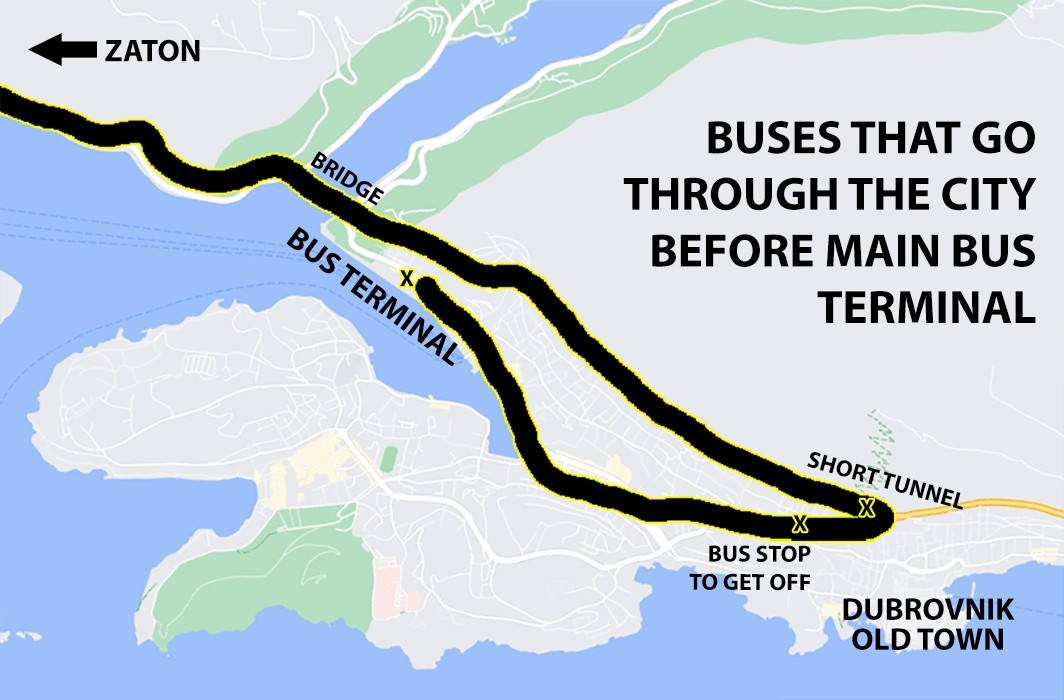 ZATON
BUSES THAT GO
THROUGH THE CITY
BEFORE MAIN BUS
TERMINAL
BRIDGE
BUS TERMINAL
X
SHORT TUNNEL
X
X
BUS STOP
TO GET OFF
DUBROVNIK
OLD TOWN